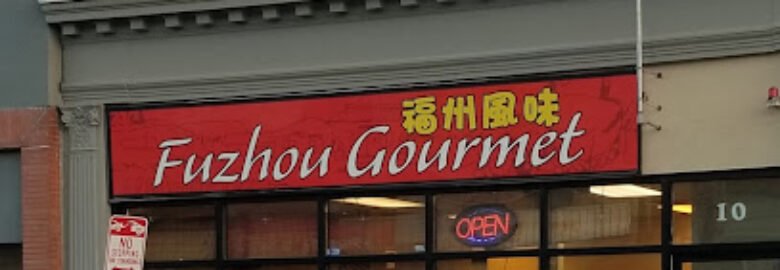 福州風味
Fuzhou Gourmet
OPEN
10
NO
STOPPING